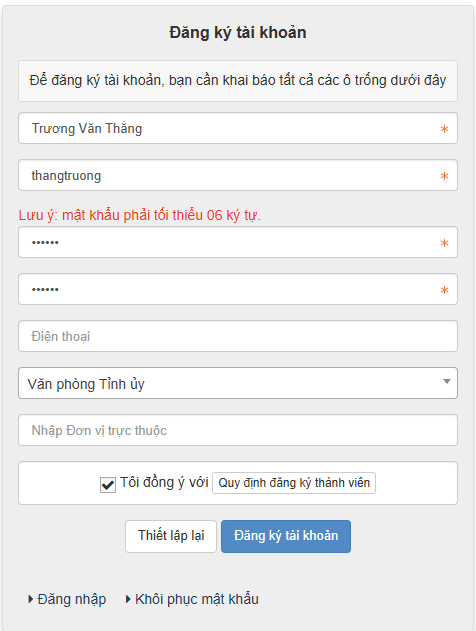 Đăng ký tài khoản
Để đăng ký tài khoản, bạn cần khai báo tất cả các ô trống dưới đây
Trương Văn Thắng *
thangtruong *
Lưu ý: mật khẩu phải tối thiểu 06 ký tự.
•••••• *
•••••• *
Điện thoại
Văn phòng Tỉnh ủy
Nhập Đơn vị trực thuộc
Tôi đồng ý với Quy định đăng ký thành viên
Thiết lập lại Đăng ký tài khoản
Đăng nhập Khôi phục mật khẩu